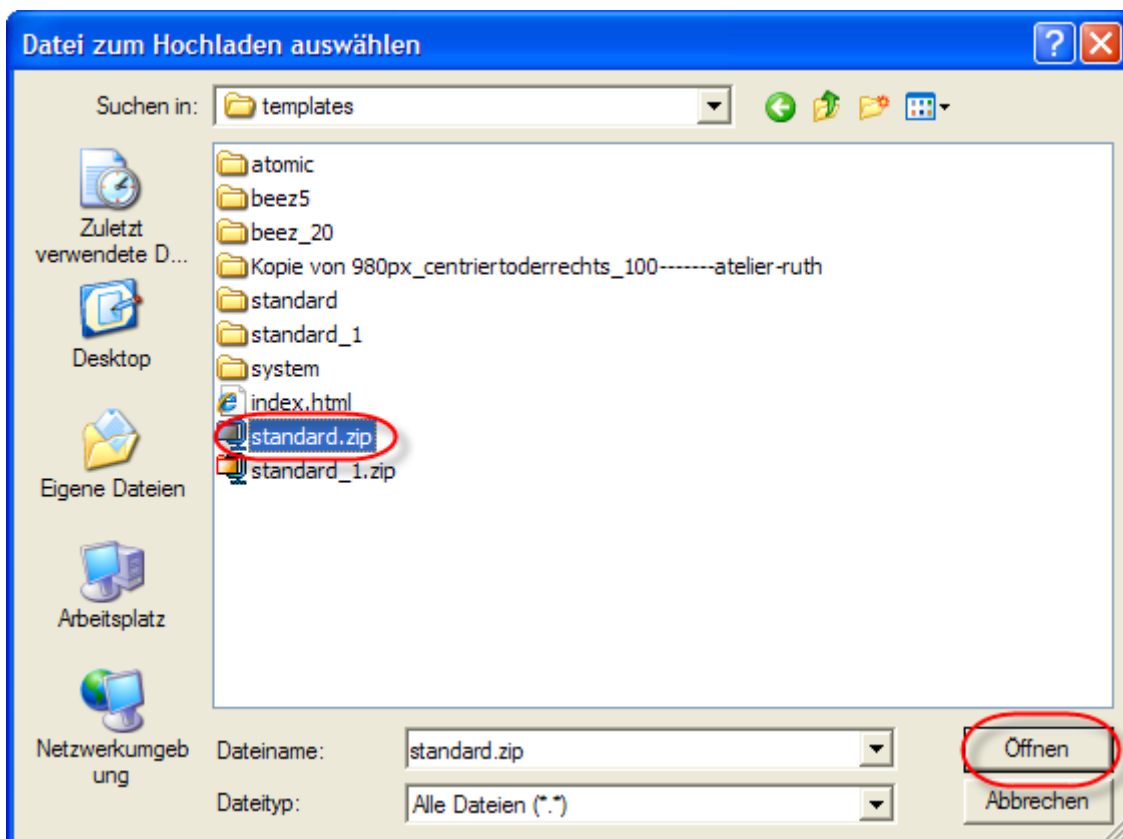 Datei zum Hochladen auswählen
Suchen in:
templates
Zuletzt
verwendete D...
Desktop
Eigene Dateien
Arbeitsplatz
Netzwerkumgeb
ung
atomic
beez5
beez_20
Kopie von 980px_centriertoderrechts_100-------atelier-ruth
standard
standard_1
system
index.html
standard.zip
standard_1.zip
Dateiname:
standard.zip
Öffnen
Dateityp:
Alle Dateien (*.*)
Abbrechen